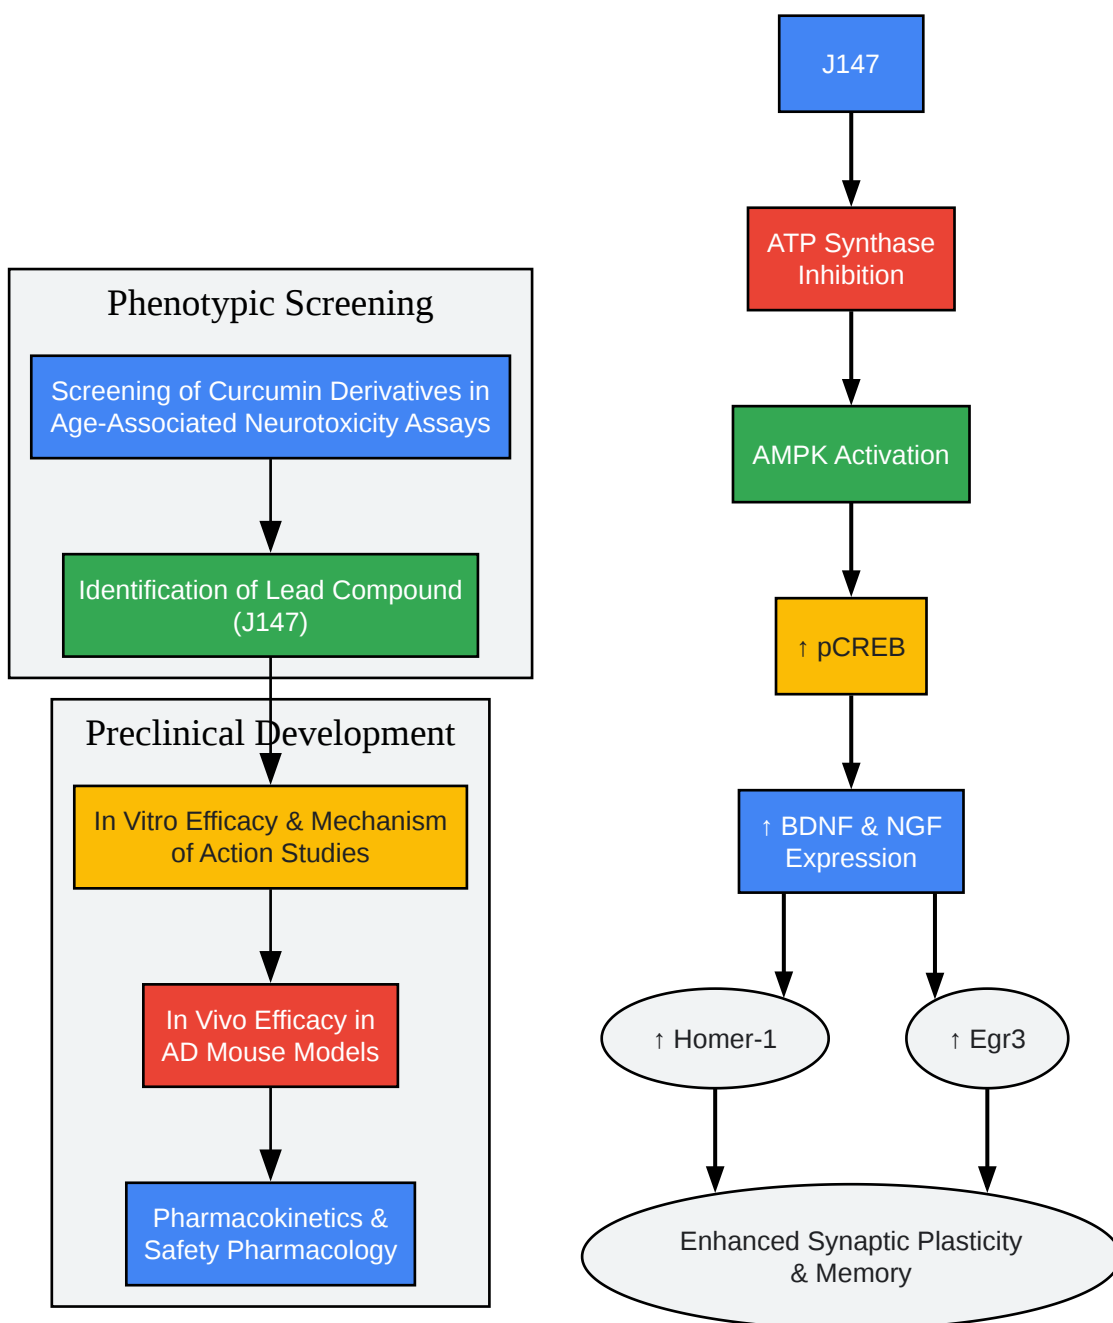 Phenotypic Screening
Screening of Curcumin Derivatives in
Age-Associated Neurotoxicity Assays
Identification of Lead Compound
(J147)
Preclinical Development
In Vitro Efficacy & Mechanism
of Action Studies
In Vivo Efficacy in
AD Mouse Models
Pharmacokinetics &
Safety Pharmacology
J147
ATP Synthase
Inhibition
AMPK Activation
↑ pCREB
↑ BDNF & NGF
Expression
↑ Homer-1
↑ Egr3
Enhanced Synaptic Plasticity
& Memory